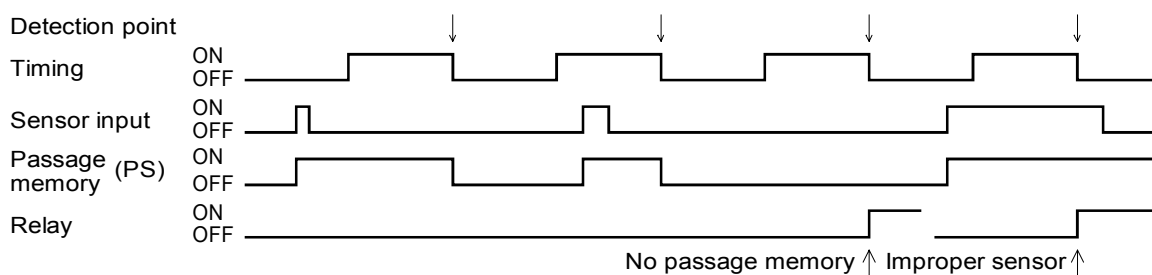 Detection point
Timing
ON
OFF
Sensor input
ON
OFF
Passage memory (PS)
ON
OFF
Relay
ON
OFF
No passage memory
Improper sensor